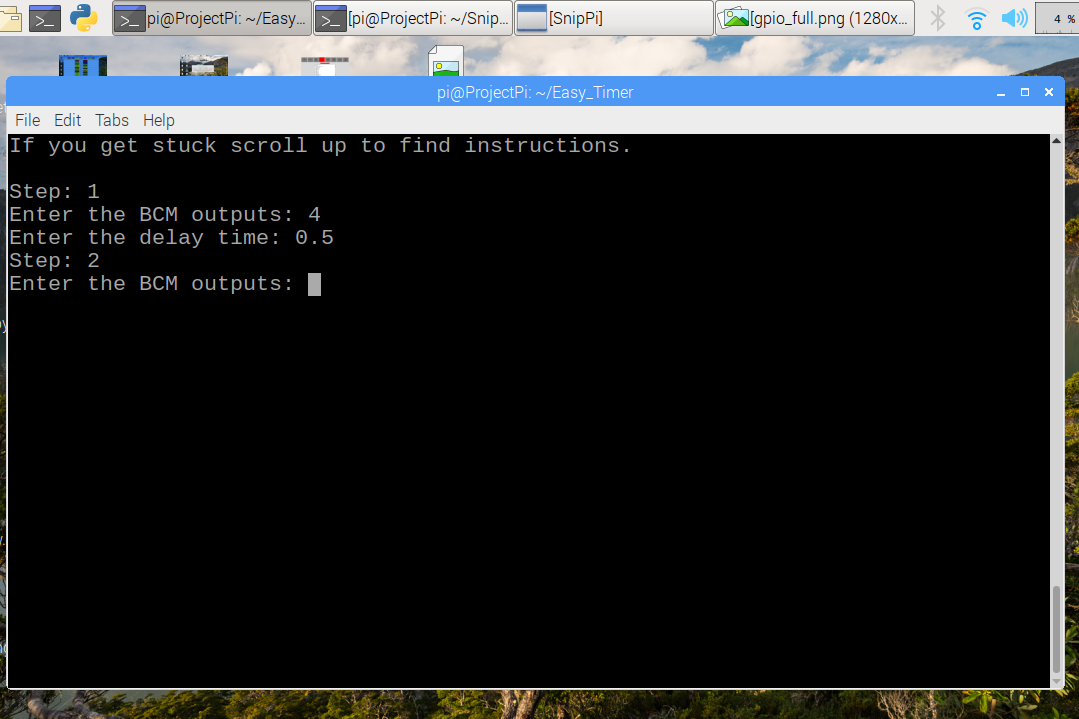 pi@ProjectPi: ~/Easy...
[pi@ProjectPi: ~/Snip...
[SnipPi]
[gpio_full.png (1280x...
4 %
pi@ProjectPi: ~/Easy_Timer
File Edit Tabs Help
If you get stuck scroll up to find instructions.
Step: 1
Enter the BCM outputs: 4
Enter the delay time: 0.5
Step: 2
Enter the BCM outputs: